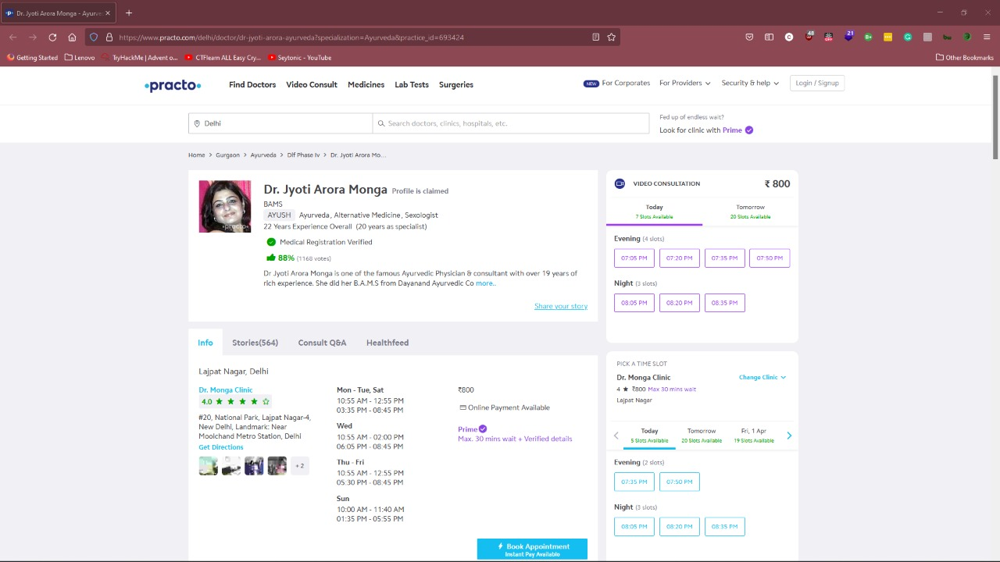 Dr. Jyoti Arora Monga - Ayurve
https://www.practo.com/delhi/doctor/dr-jyoti-arora-ayurveda?specialization=Ayurveda&practice_id=693424
48
21
Getting Started
Lenovo
TryHackMe | Advent o...
CTFlearn ALL Easy Cry...
Seytonic - YouTube
Other Bookmarks
•practo•
Find Doctors
Video Consult
Medicines
Lab Tests
Surgeries
NEW For Corporates
For Providers
Security & help
Login / Signup
Delhi
Search doctors, clinics, hospitals, etc.
Fed up of endless wait?
Look for clinic with Prime
Home > Gurgaon > Ayurveda > Dlf Phase Iv > Dr. Jyoti Arora Mo...
•practo•
Dr. Jyoti Arora Monga Profile is claimed
BAMS
AYUSH Ayurveda, Alternative Medicine, Sexologist
22 Years Experience Overall (20 years as specialist)
Medical Registration Verified
88% (1168 votes)
Dr Jyoti Arora Monga is one of the famous Ayurvedic Physician & consultant with over 19 years of
rich experience. She did her B.A.M.S from Dayanand Ayurvedic Co more..
Share your story
Info
Stories(564)
Consult Q&A
Healthfeed
Lajpat Nagar, Delhi
Dr. Monga Clinic
4.0
#20, National Park, Lajpat Nagar-4,
New Delhi, Landmark: Near
Moolchand Metro Station, Delhi
Get Directions
+ 2
Mon - Tue, Sat
10:55 AM - 12:55 PM
03:35 PM - 08:45 PM
Wed
10:55 AM - 02:00 PM
06:05 PM - 08:45 PM
Thu - Fri
10:55 AM - 12:55 PM
05:30 PM - 08:45 PM
Sun
10:00 AM - 11:40 AM
01:35 PM - 05:55 PM
₹800
Online Payment Available
Prime
Max. 30 mins wait + Verified details
Book Appointment
Instant Pay Available
VIDEO CONSULTATION
₹ 800
Today
7 Slots Available
Tomorrow
20 Slots Available
Evening (4 slots)
07:05 PM
07:20 PM
07:35 PM
07:50 PM
Night (3 slots)
08:05 PM
08:20 PM
08:35 PM
PICK A TIME SLOT
Dr. Monga Clinic
Change Clinic
4 ★ ₹800 Max 30 mins wait
Lajpat Nagar
Today
5 Slots Available
Tomorrow
20 Slots Available
Fri, 1 Apr
19 Slots Available
Evening (2 slots)
07:35 PM
07:50 PM
Night (3 slots)
08:05 PM
08:20 PM
08:35 PM